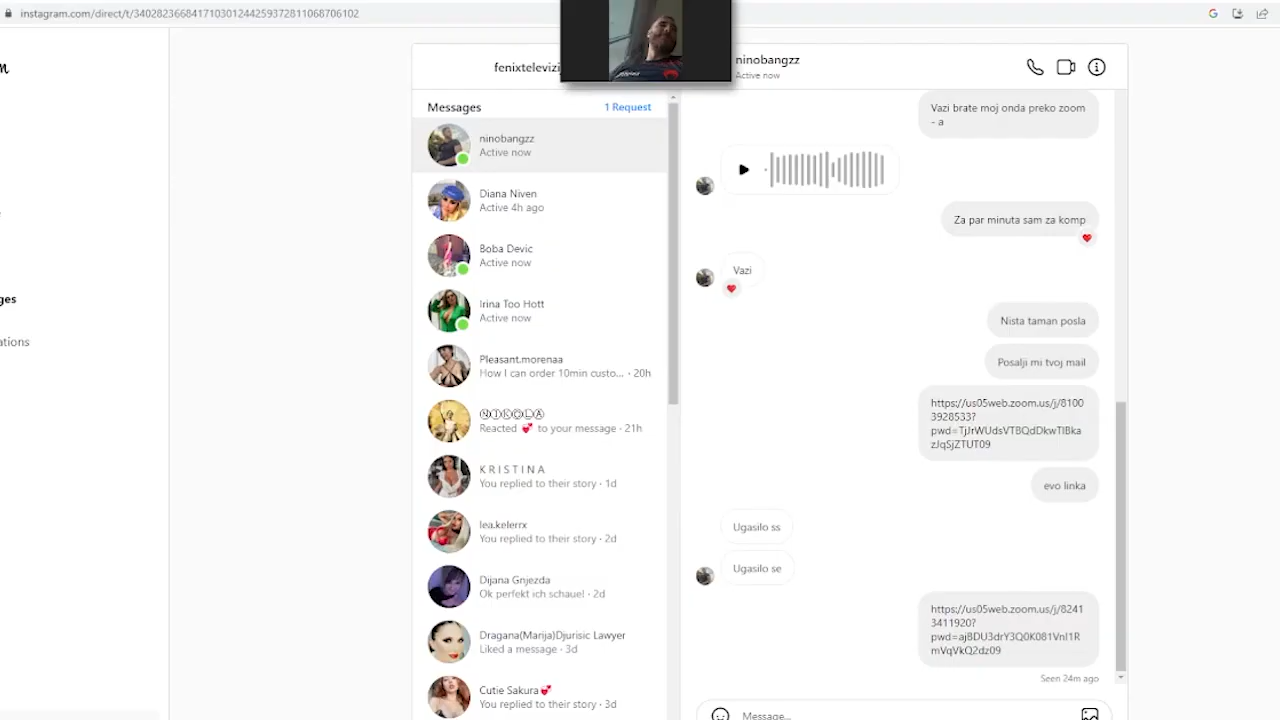 instagram.com/direct/t/340282366841710301244259372811068706102
fenixtelevizi
ninobangzz
Active now
Messages
1 Request
ninobangzz
Active now
Diana Niven
Active 4h ago
Boba Devic
Active now
Irina Too Hott
Active now
Pleasant.morenaa
How I can order 10min custo... · 20h
ⓃⒾⓀⓄⓁⒶ
Reacted 💞 to your message · 21h
K R I S T I N A
You replied to their story · 1d
lea.kelerrx
You replied to their story · 2d
Dijana Gnjezda
Ok perfekt ich schaue! · 2d
Dragana(Marija)Djurisic Lawyer
Liked a message · 3d
Cutie Sakura💕
You replied to their story · 3d
ges
ations
Vazi brate moj onda preko zoom
- a
Za par minuta sam za komp
Vazi
Nista taman posla
Posalji mi tvoj mail
https://us05web.zoom.us/j/8100
3928533?
pwd=TjJrWUdsVTBQdDkwTlBka
zJqSjZTUT09
evo linka
Ugasilo ss
Ugasilo se
https://us05web.zoom.us/j/8241
3411920?
pwd=ajBDU3drY3Q0K081VnI1R
mVqVkQ2dz09
Seen 24m ago
Message...